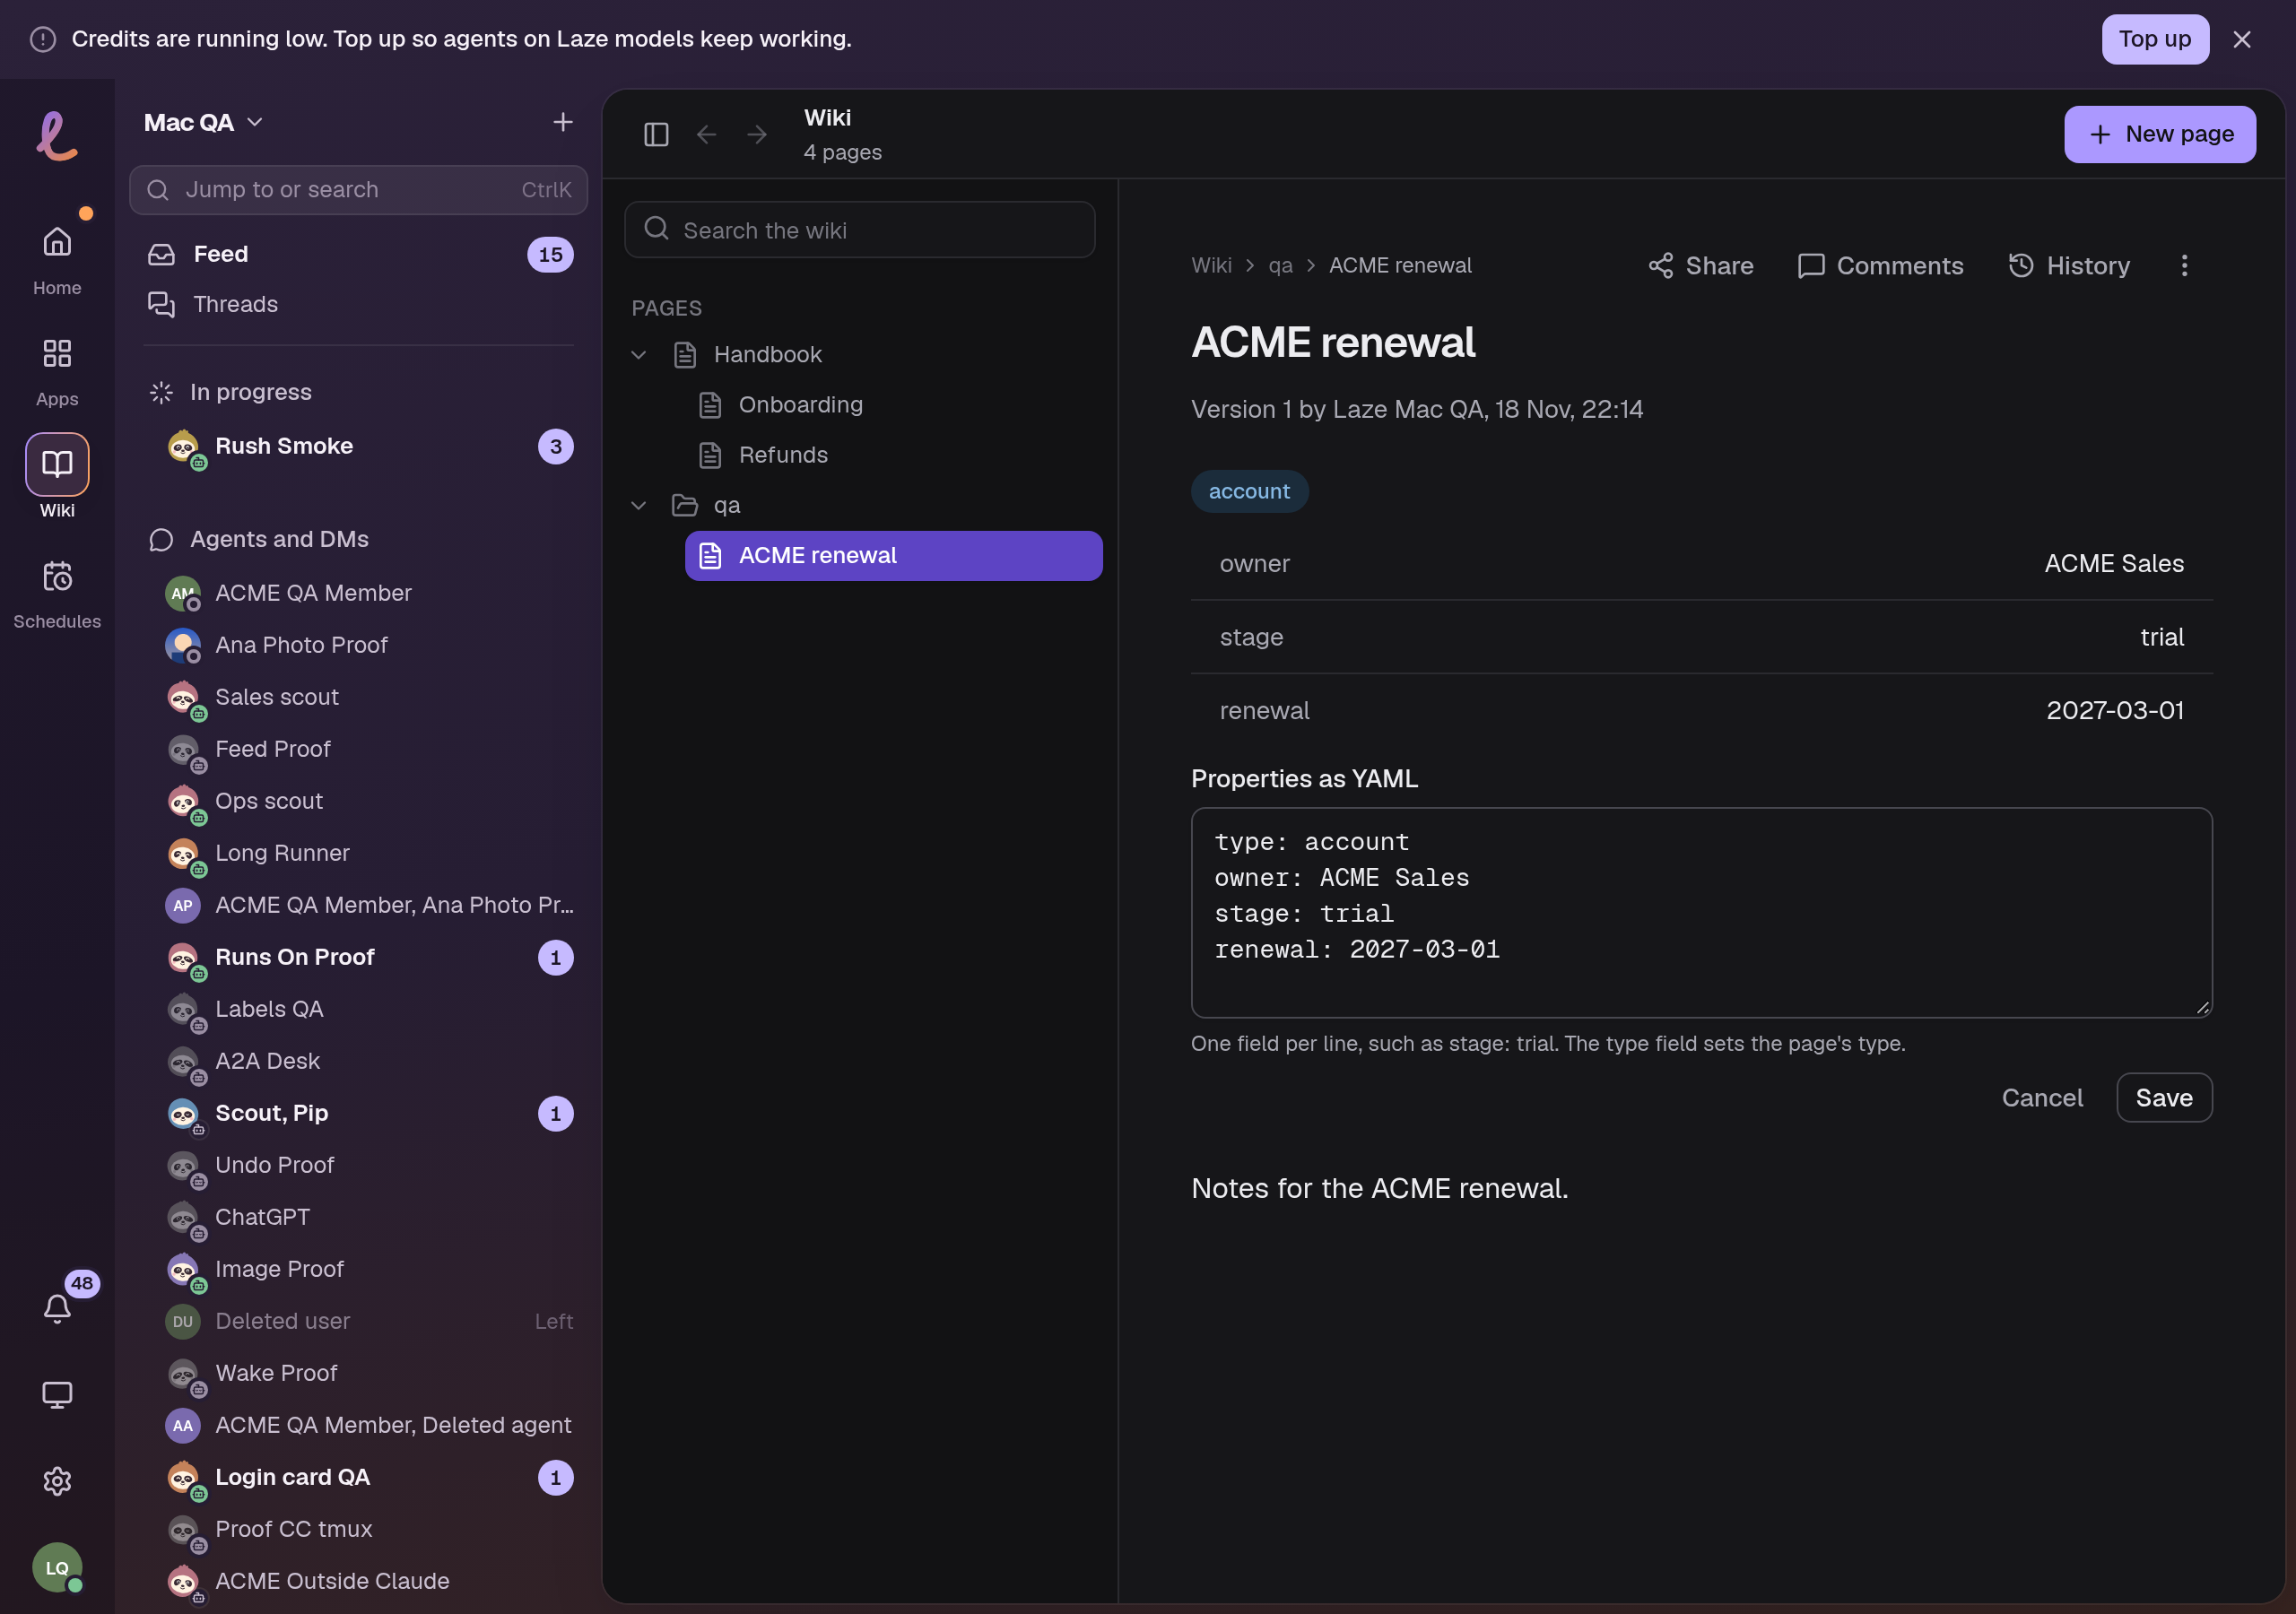 Credits are running low. Top up so agents on Laze models keep working.
Top up
Home
Apps
Wiki
Schedules
48
LQ
Mac QA
Jump to or search
CtrlK
Feed
15
Threads
In progress
Rush Smoke
3
Agents and DMs
AM
ACME QA Member
Ana Photo Proof
Sales scout
Feed Proof
Ops scout
Long Runner
AP
ACME QA Member, Ana Photo Pr...
Runs On Proof
1
Labels QA
A2A Desk
Scout, Pip
1
Undo Proof
ChatGPT
Image Proof
DU
Deleted user
Left
Wake Proof
AA
ACME QA Member, Deleted agent
Login card QA
1
Proof CC tmux
ACME Outside Claude
Wiki
4 pages
New page
Search the wiki
PAGES
Handbook
Onboarding
Refunds
qa
ACME renewal
Wiki > qa > ACME renewal
Share
Comments
History
ACME renewal
Version 1 by Laze Mac QA, 18 Nov, 22:14
account
owner
ACME Sales
stage
trial
renewal
2027-03-01
Properties as YAML
type: account
owner: ACME Sales
stage: trial
renewal: 2027-03-01
One field per line, such as stage: trial. The type field sets the page's type.
Cancel
Save
Notes for the ACME renewal.